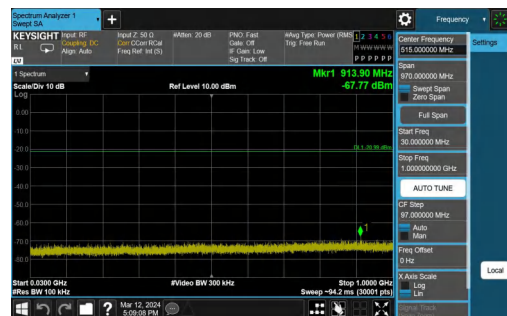 Spectrum Analyzer 1
Swept SA
+
Frequency
KEYSIGHT Input: RF
Coupling: DC
Align: Auto
Input Z: 50 Ω
Corr CCorr RCal
Freq Ref: Int (S)
#Atten: 20 dB
PNO: Fast
Gate: Off
IF Gain: Low
Sig Track: Off
#Avg Type: Power (RMS
Trig: Free Run
1 2 3 4 5 6
M W W W W W
P P P P P P
1 Spectrum
Scale/Div 10 dB
Log
Ref Level 10.00 dBm
Mkr1 913.90 MHz
-67.77 dBm
0.00
-10.0
-20.0
-30.0
-40.0
-50.0
-60.0
-70.0
-80.0
1
Start 0.0300 GHz
#Res BW 100 kHz
#Video BW 300 kHz
Stop 1.0000 GHz
Sweep ~94.2 ms (30001 pts)
Mar 12, 2024
5:09:08 PM
Center Frequency
515.000000 MHz
Settings
Span
970.000000 MHz
Swept Span
Zero Span
Full Span
Start Freq
30.000000 MHz
Stop Freq
1.000000000 GHz
AUTO TUNE
CF Step
97.000000 MHz
Auto
Man
Freq Offset
0 Hz
X Axis Scale
Log
Lin
Signal Track
Local